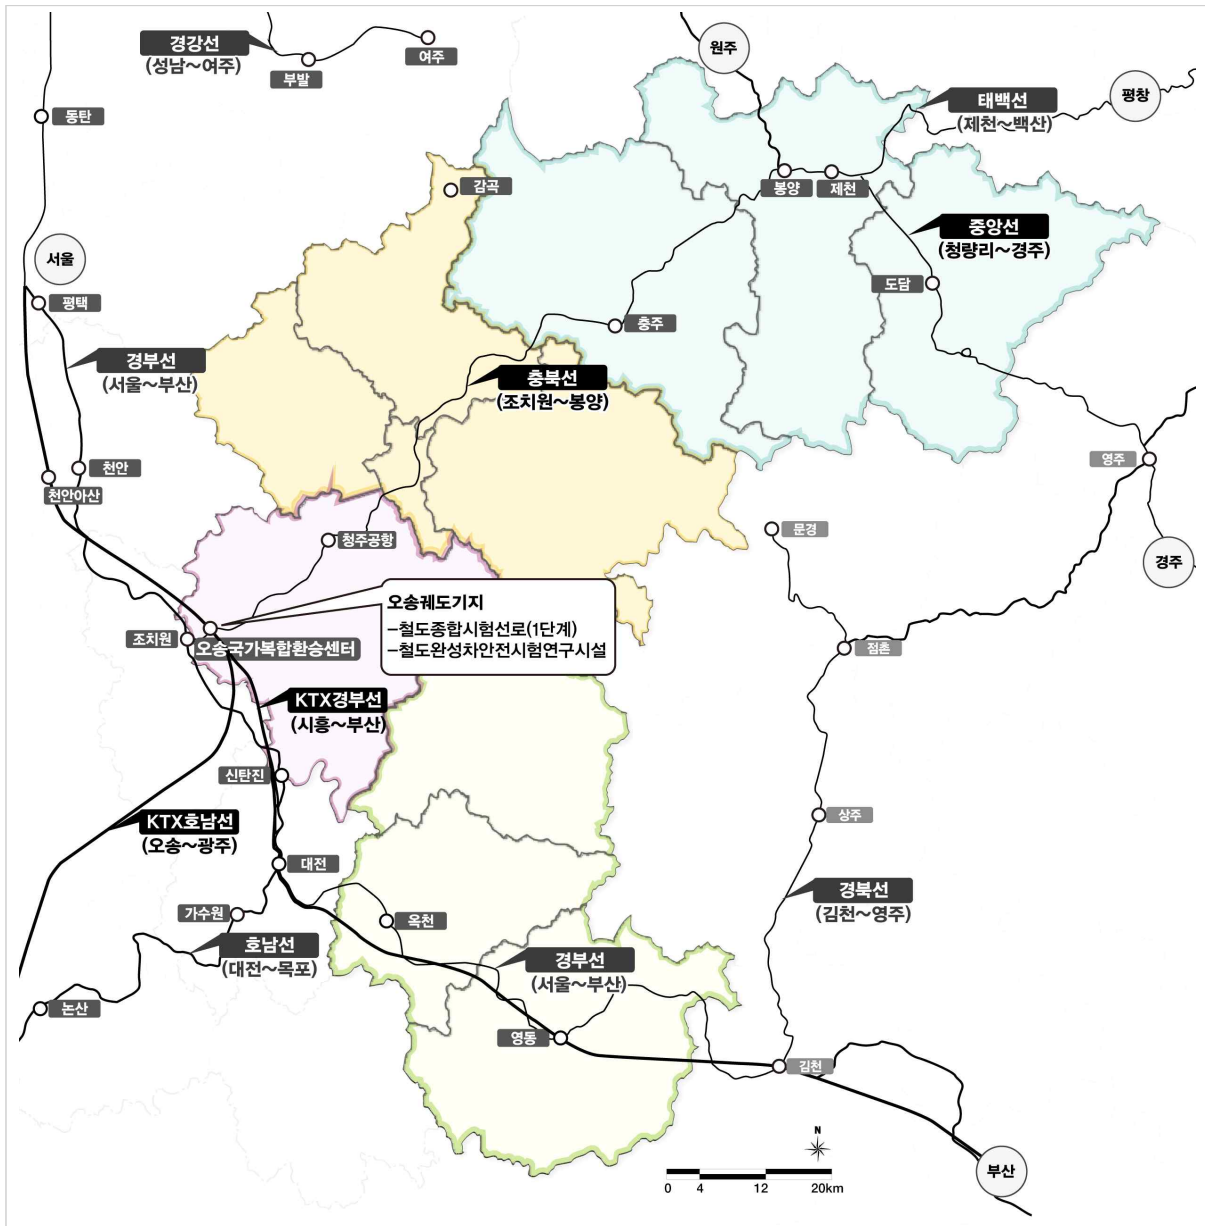 경강선
(성남~여주)
부발
여주
원주
태백선
(제천~백산)
평창
동탄
감곡
봉양
제천
중앙선
(청량리~경주)
서울
평택
도담
충주
경부선
(서울~부산)
충북선
(조치원~봉양)
천안
천안아산
영주
문경
청주공항
경주
오송궤도기지
-철도종합시험선로(1단계)
-철도완성차안전시험연구시설
조치원
오송국가복합환승센터
점촌
KTX경부선
(시흥~부산)
신탄진
KTX호남선
(오송~광주)
상주
대전
경북선
(김천~영주)
가수원
옥천
호남선
(대전~목포)
경부선
(서울~부산)
논산
영동
김천
N
부산
0 4 12 20km